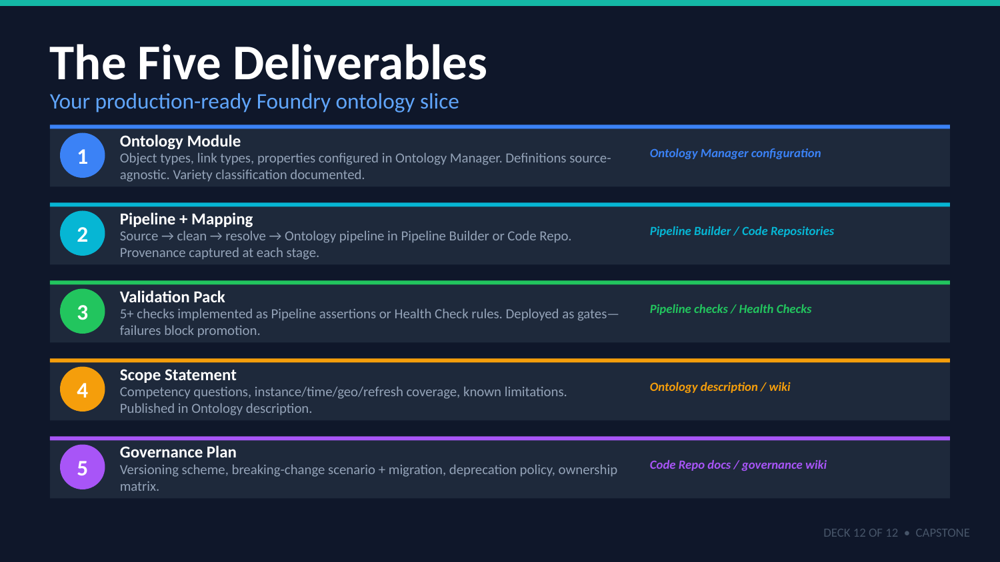 The Five Deliverables
Your production-ready Foundry ontology slice
1
Ontology Module
Object types, link types, properties configured in Ontology Manager. Definitions source-
agnostic. Variety classification documented.
Ontology Manager configuration
2
Pipeline + Mapping
Source → clean → resolve → Ontology pipeline in Pipeline Builder or Code Repo.
Provenance captured at each stage.
Pipeline Builder / Code Repositories
3
Validation Pack
5+ checks implemented as Pipeline assertions or Health Check rules. Deployed as gates—
failures block promotion.
Pipeline checks / Health Checks
4
Scope Statement
Competency questions, instance/time/geo/refresh coverage, known limitations.
Published in Ontology description.
Ontology description / wiki
5
Governance Plan
Versioning scheme, breaking-change scenario + migration, deprecation policy, ownership
matrix.
Code Repo docs / governance wiki
DECK 12 OF 12 • CAPSTONE